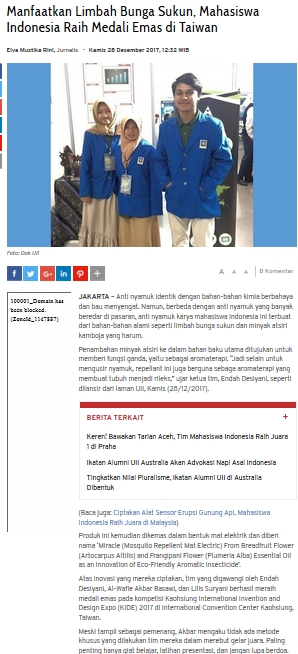 Manfaatkan Limbah Bunga Sukun, Mahasiswa
Indonesia Raih Medali Emas di Taiwan
Elva Mustika Rini, Jurnalis · Kamis 28 Desember 2017, 12:32 WIB
Foto: Dok UII
A A A 0 Komentar
100001_Domain has
been blocked.
(ZoneId_1147887)
JAKARTA - Anti nyamuk identik dengan bahan-bahan kimia berbahaya
dan bau menyengat. Namun, berbeda dengan anti nyamuk yang banyak
beredar di pasaran, anti nyamuk karya mahasiswa Indonesia ini terbuat
dari bahan-bahan alami seperti limbah bunga sukun dan minyak atsiri
kamboja yang harum.
Penambahan minyak atsiri ke dalam bahan baku utama ditujukan untuk
memberi fungsi ganda, yaitu sebagai aromaterapi. "Jadi selain untuk
mengusir nyamuk, repellant ini juga berguna sebagai aromaterapi yang
membuat tubuh menjadi rileks," ujar ketua tim, Endah Desiyani, seperti
dilansir dari laman UII, Kamis (28/12/2017).
BERITA TERKAIT +
Keren! Bawakan Tarian Aceh, Tim Mahasiswa Indonesia Raih Juara
1 di Praha
Ikatan Alumni UII Australia Akan Advokasi Napi Asal Indonesia
Tingkatkan Nilai Pluralisme, Ikatan Alumni UII di Australia
Dibentuk
(Baca juga: Ciptakan Alat Sensor Erupsi Gunung Api, Mahasiswa
Indonesia Raih Juara di Malaysia)
Produk ini kemudian dikemas dalam bentuk mat elektrik dan diberi
nama 'Miracle (Mosquito Repellent Mat Electric) From Breadfruit Flower
(Artocarpus Altilis) and Frangipani Flower (Plumeria Alba) Essential Oil
as an Innovation of Eco-Friendly Aromatic Insecticide'.
Atas inovasi yang mereka ciptakan, tim yang digawangi oleh Endah
Desiyani, Al-Wafie Akbar Basawi, dan Lilis Suryani berhasil meraih
medali emas pada kompetisi Kaohsiung International Invention and
Design Expo (KIDE) 2017 di International Convention Center Kaohsiung,
Taiwan.
Meski tampil sebagai pemenang, Akbar mengaku tidak ada metode
khusus yang dilakukan tim mereka dalam merebut gelar juara. Paling
penting hanya giat belajar, latihan presentasi, dan jangan lupa berdoa.